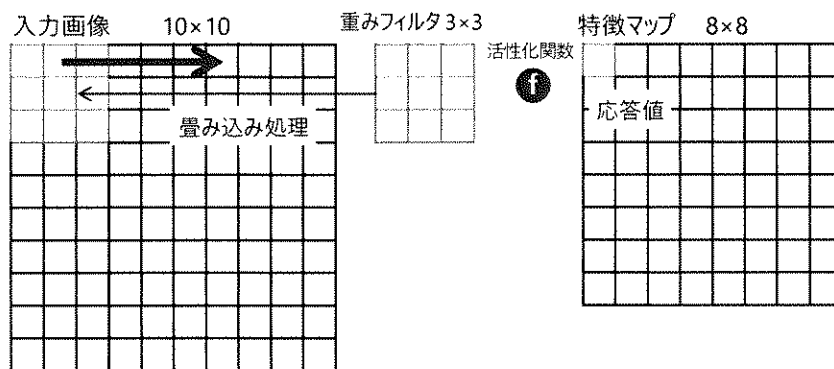 入力画像 10×10
重みフィルタ 3×3
特徴マップ 8×8
活性化関数
f
畳み込み処理
応答値